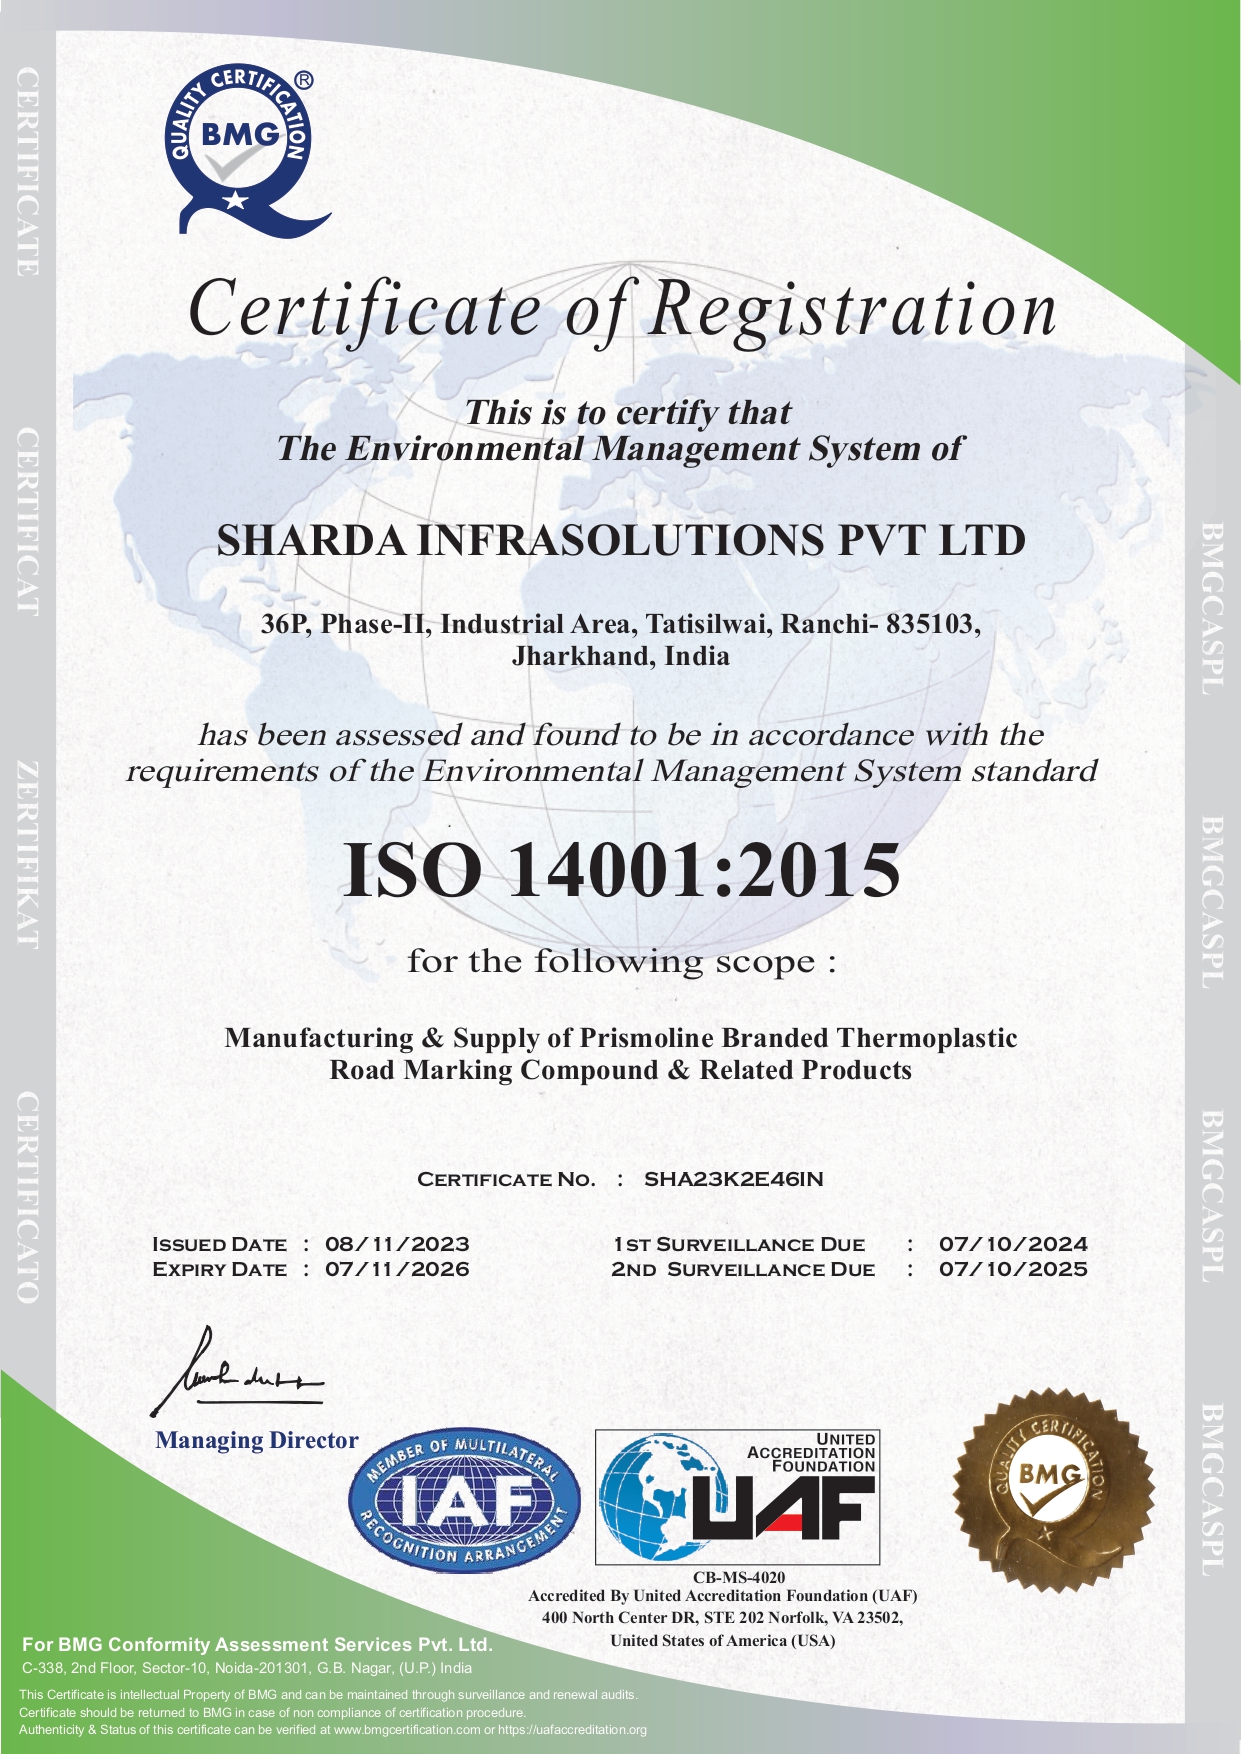 QUALITY CERTIFICATION
®
BMG
Certificate of Registration
This is to certify that
The Environmental Management System of
SHARDA INFRASOLUTIONS PVT LTD
36P, Phase-II, Industrial Area, Tatisilwai, Ranchi- 835103,
Jharkhand, India
has been assessed and found to be in accordance with the
requirements of the Environmental Management System standard
ISO 14001:2015
for the following scope :
Manufacturing & Supply of Prismoline Branded Thermoplastic
Road Marking Compound & Related Products
CERTIFICATE NO. : SHA23K2E46IN
ISSUED DATE : 08/11/2023
EXPIRY DATE : 07/11/2026
1ST SURVEILLANCE DUE : 07/10/2024
2ND SURVEILLANCE DUE : 07/10/2025
Managing Director
MEMBER OF MULTILATERAL
IAF
RECOGNITION ARRANGEMENT
UNITED
ACCREDITATION
FOUNDATION
UAF
CB-MS-4020
Accredited By United Accreditation Foundation (UAF)
400 North Center DR, STE 202 Norfolk, VA 23502,
United States of America (USA)
QUALITY CERTIFICATION
BMG
For BMG Conformity Assessment Services Pvt. Ltd.
C-338, 2nd Floor, Sector-10, Noida-201301, G.B. Nagar, (U.P.) India
This Certificate is intellectual Property of BMG and can be maintained through surveillance and renewal audits.
Certificate should be returned to BMG in case of non compliance of certification procedure.
Authenticity & Status of this certificate can be verified at www.bmgcertification.com or https://uafaccreditation.org
CERTIFICATE
CERTIFICAT
ZERTIFIKAT
CERTIFICATO
BMGCASPL
BMGCASPL
BMGCASPL
BMGCASPL